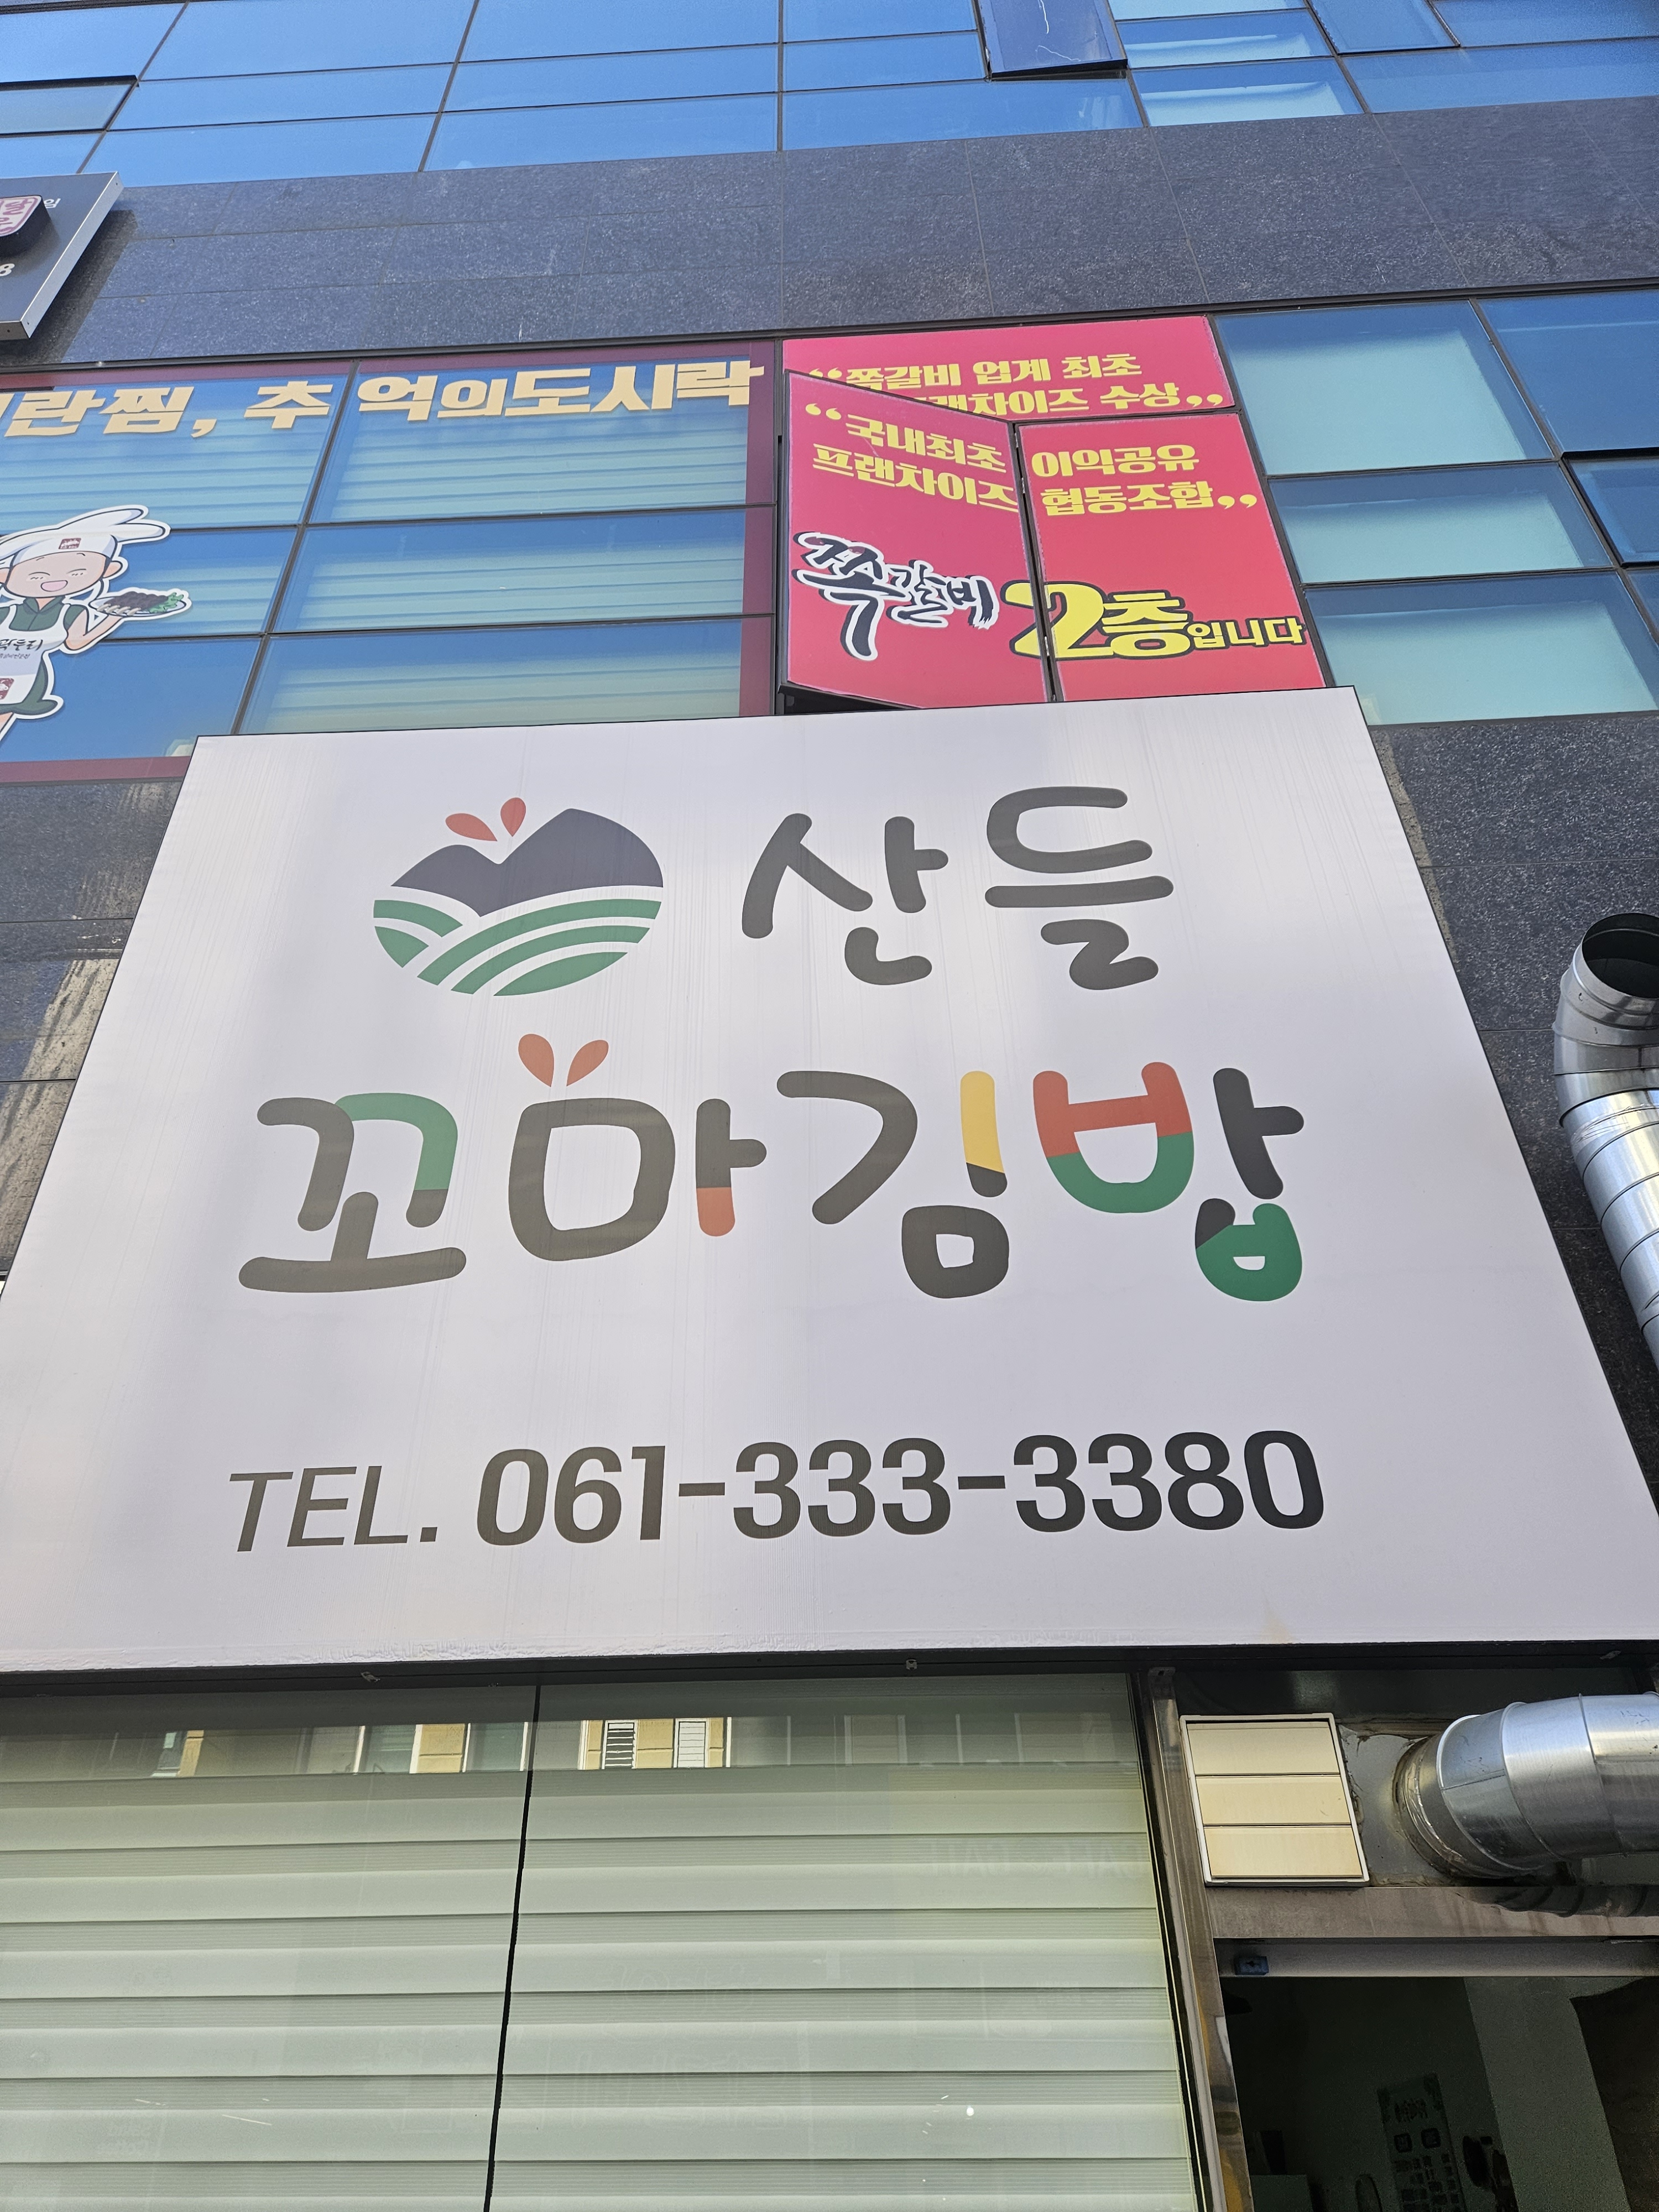 란찜, 추억의도시락
“쪽갈비 업계 최초
프랜차이즈 수상”
“국내최초 이익공유
프랜차이즈 협동조합”
쪽갈비 2층입니다
산들
꼬마김밥
TEL. 061-333-3380